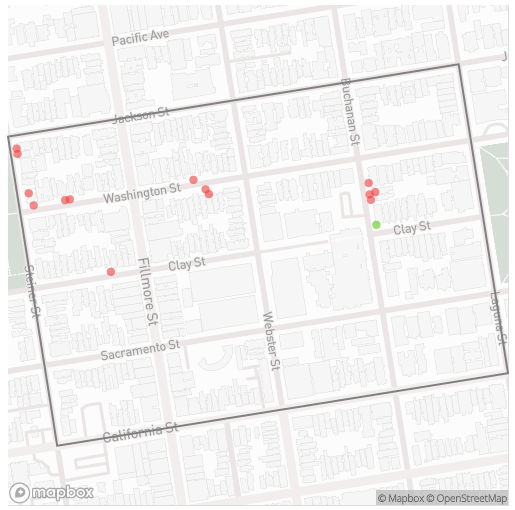 Pacific Ave
J
Jackson St
Buchanan St
Washington St
Clay St
Clay St
Fillmore St
Steiner St
Laguna St
Webster St
Sacramento St
California St
mapbox
© Mapbox © OpenStreetMap